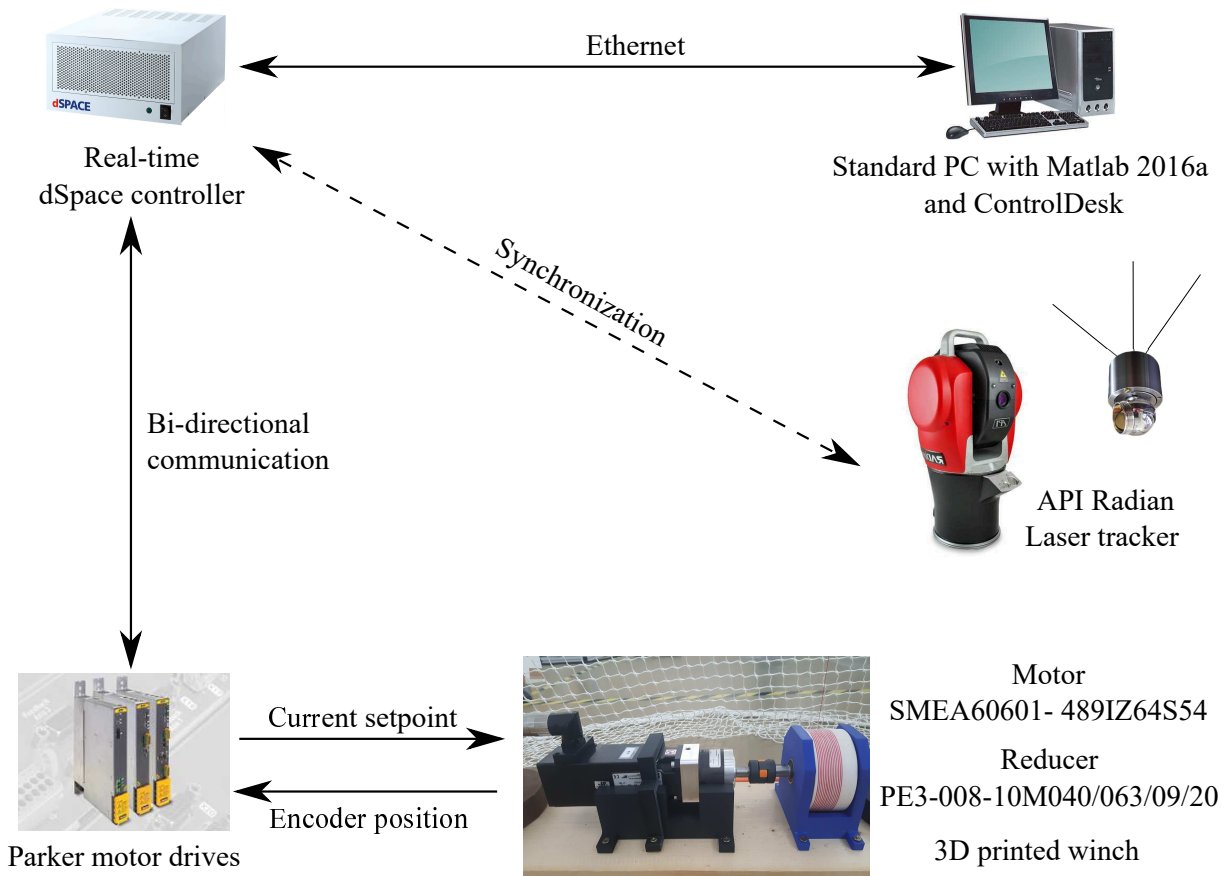 dSPACE
Ethernet
Real-time
dSpace controller
Standard PC with Matlab 2016a
and ControlDesk
Synchronization
Bi-directional
communication
API Radian
Laser tracker
Current setpoint
Encoder position
Parker motor drives
Motor
SMEA60601- 489IZ64S54
Reducer
PE3-008-10M040/063/09/20
3D printed winch